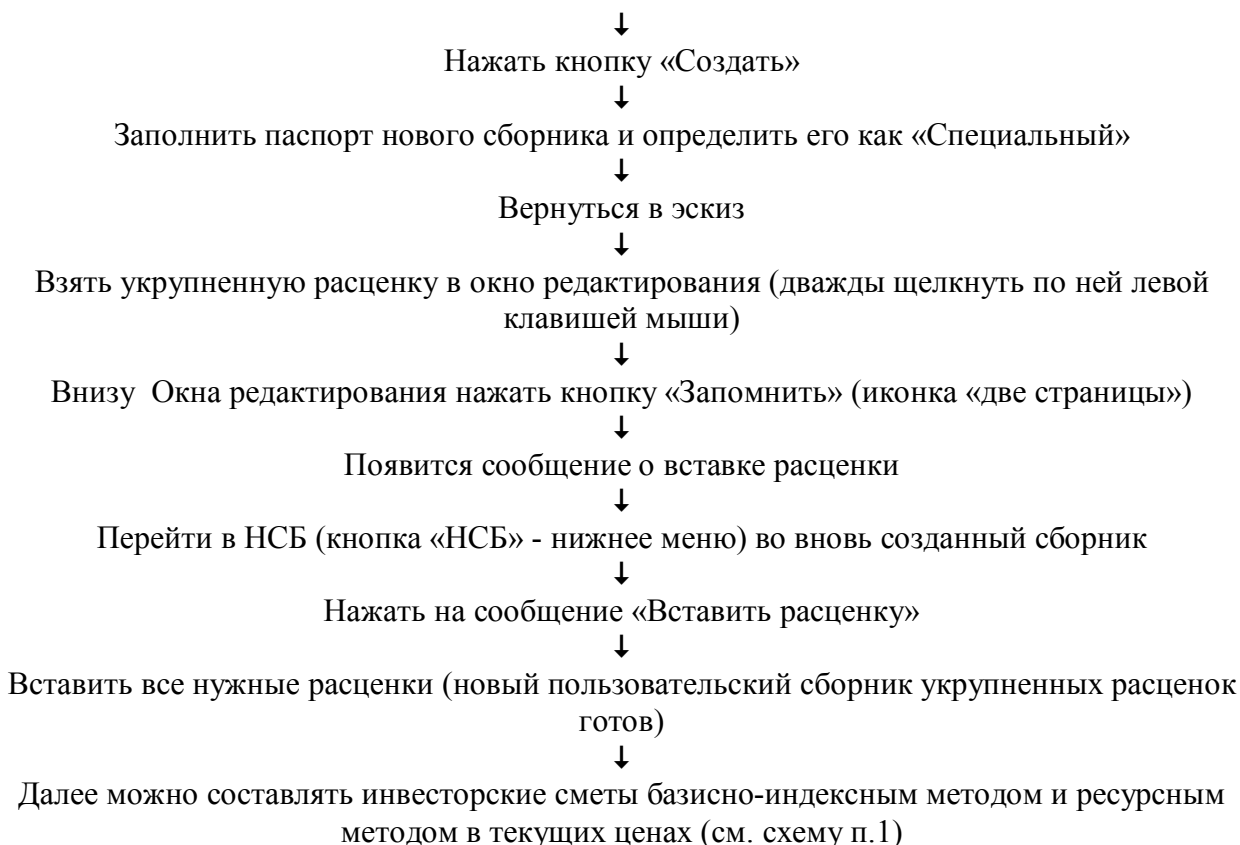 ↓
Нажать кнопку «Создать»
↓
Заполнить паспорт нового сборника и определить его как «Специальный»
↓
Вернуться в эскиз
↓
Взять укрупненную расценку в окно редактирования (дважды щелкнуть по ней левой
клавишей мыши)
↓
Внизу  Окна редактирования нажать кнопку «Запомнить» (иконка «две страницы»)
↓
Появится сообщение о вставке расценки
↓
Перейти в НСБ (кнопка «НСБ» - нижнее меню) во вновь созданный сборник
↓
Нажать на сообщение «Вставить расценку»
↓
Вставить все нужные расценки (новый пользовательский сборник укрупненных расценок
готов)
↓
Далее можно составлять инвесторские сметы базисно-индексным методом и ресурсным
методом в текущих ценах (см. схему п.1)